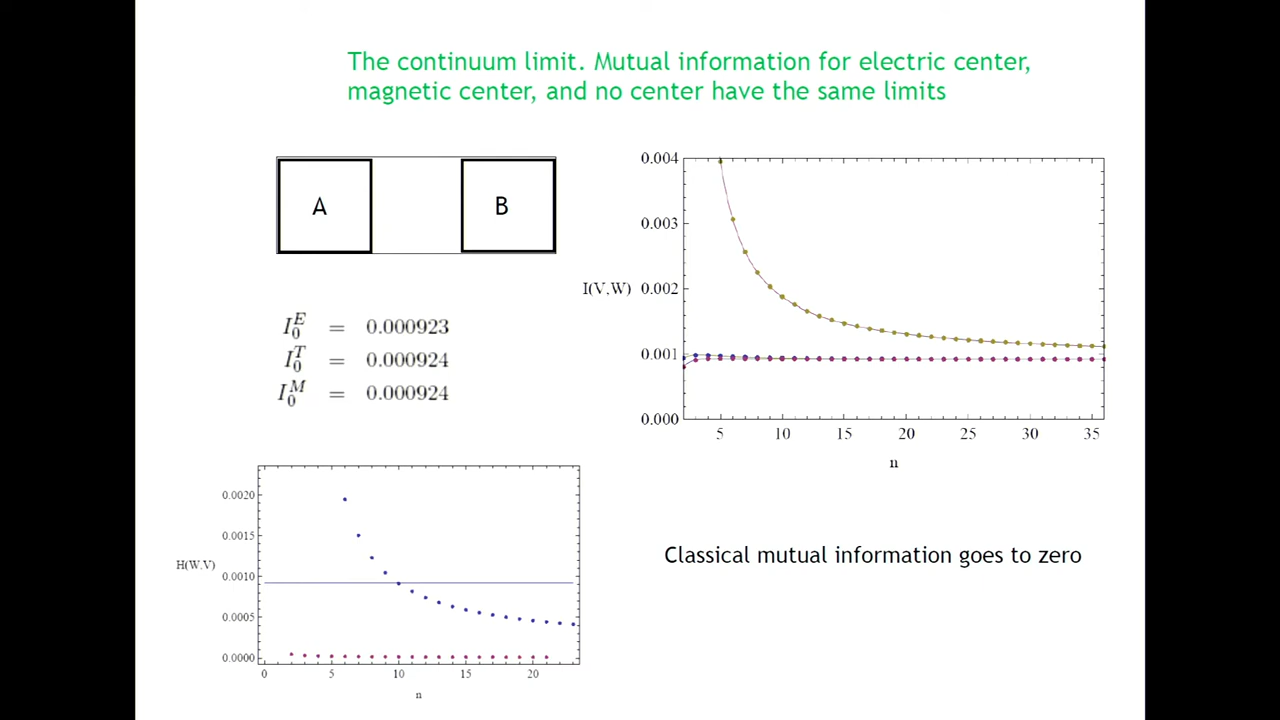 The continuum limit. Mutual information for electric center,
magnetic center, and no center have the same limits
A
B
I_0^E = 0.000923
I_0^T = 0.000924
I_0^M = 0.000924
0.004
0.003
I(V,W) 0.002
0.001
0.000
5 10 15 20 25 30 35
n
0.0020
0.0015
H(W,V) 0.0010
0.0005
0.0000
0 5 10 15 20
n
Classical mutual information goes to zero